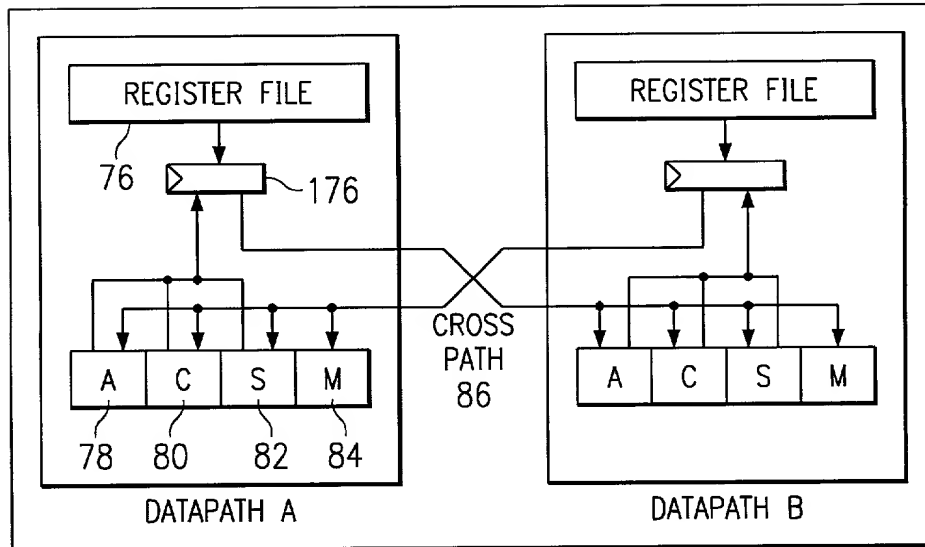 REGISTER FILE
76
176
A C S M
78 80 82 84
DATAPATH A
CROSS
PATH
86
REGISTER FILE
A C S M
DATAPATH B